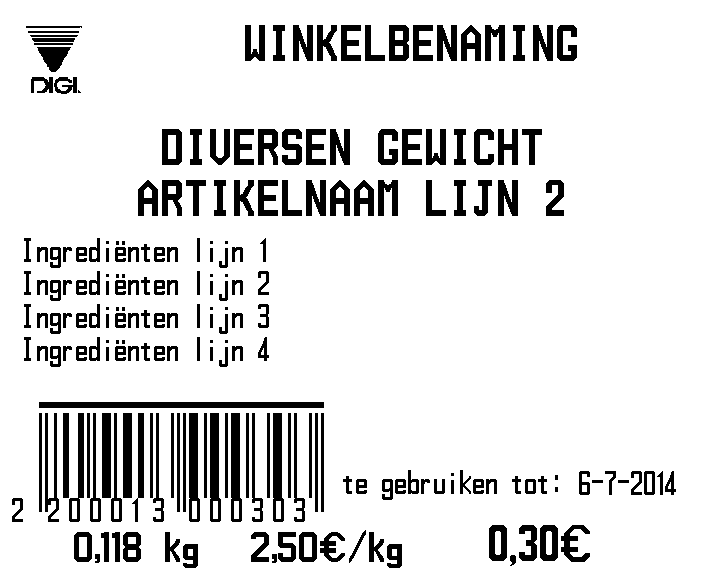 DIGI.
WINKELBENAMING
DIVERSEN GEWICHT
ARTIKELNAAM LIJN 2
Ingrediënten lijn 1
Ingrediënten lijn 2
Ingrediënten lijn 3
Ingrediënten lijn 4
te gebruiken tot: 6-7-2014
2 200013 000303
0,118 kg 2,50€/kg 0,30€